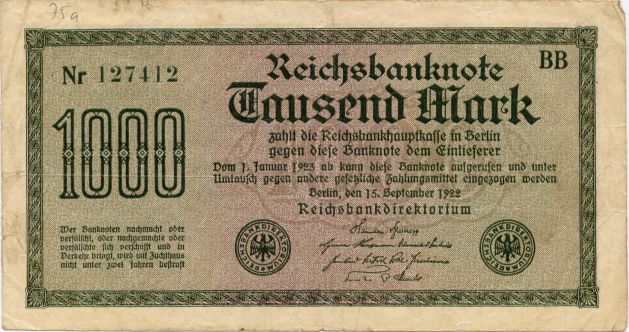 75a
Nr 127412
BB
Reichsbanknote
Tausend Mark
1000
zahlt die Reichsbankhauptkasse in Berlin
gegen diese Banknote dem Einlieferer
Vom 1. Januar 1923 ab kann diese Banknote aufgerufen und unter
Umtausch gegen andere gesetzliche Zahlungsmittel eingezogen werden
Berlin, den 15. September 1922
Reichsbankdirektorium
Wer Banknoten nachmacht oder
verfälscht, oder nachgemachte oder
verfälschte sich verschafft und in
Verkehr bringt, wird mit Zuchthaus
nicht unter zwei Jahren bestraft
REICHSBANKDIREKTORIUM
REICHSBANKDIREKTORIUM